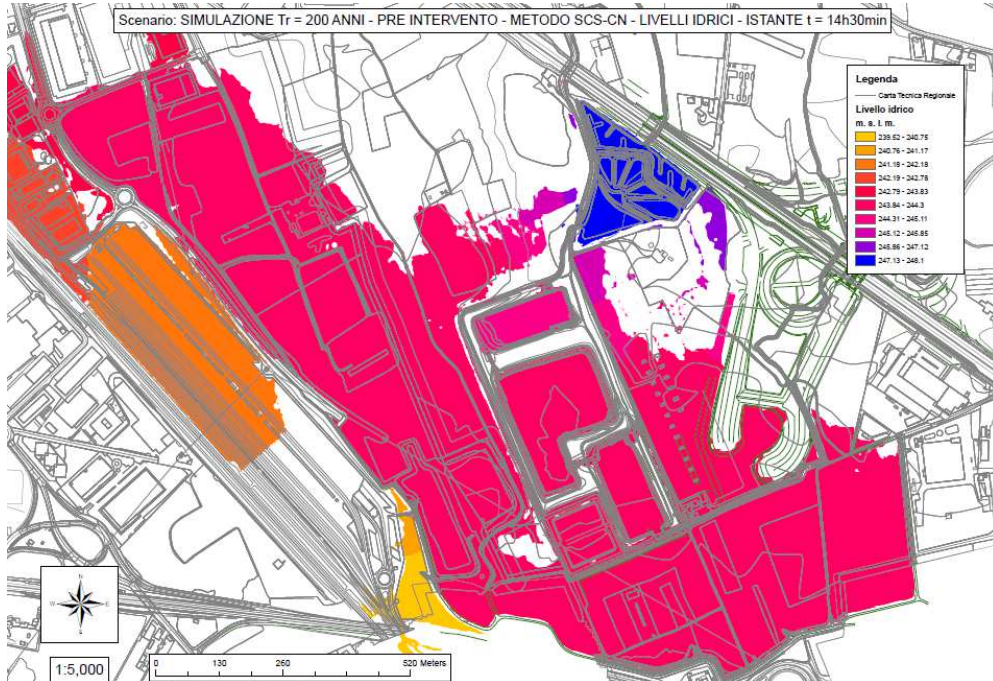 Scenario: SIMULAZIONE Tr = 200 ANNI - PRE INTERVENTO - METODO SCS-CN - LIVELLI IDRICI - ISTANTE t = 14h30min
Legenda
Carta Tecnica Regionale
Livello idrico
m. s. l. m.
239.52 - 240.75
240.76 - 241.17
241.18 - 242.18
242.19 - 242.78
242.79 - 243.83
243.84 - 244.3
244.31 - 245.11
245.12 - 245.85
245.86 - 247.12
247.13 - 248.1
N
W E
S
1:5,000
0 130 260 520 Meters